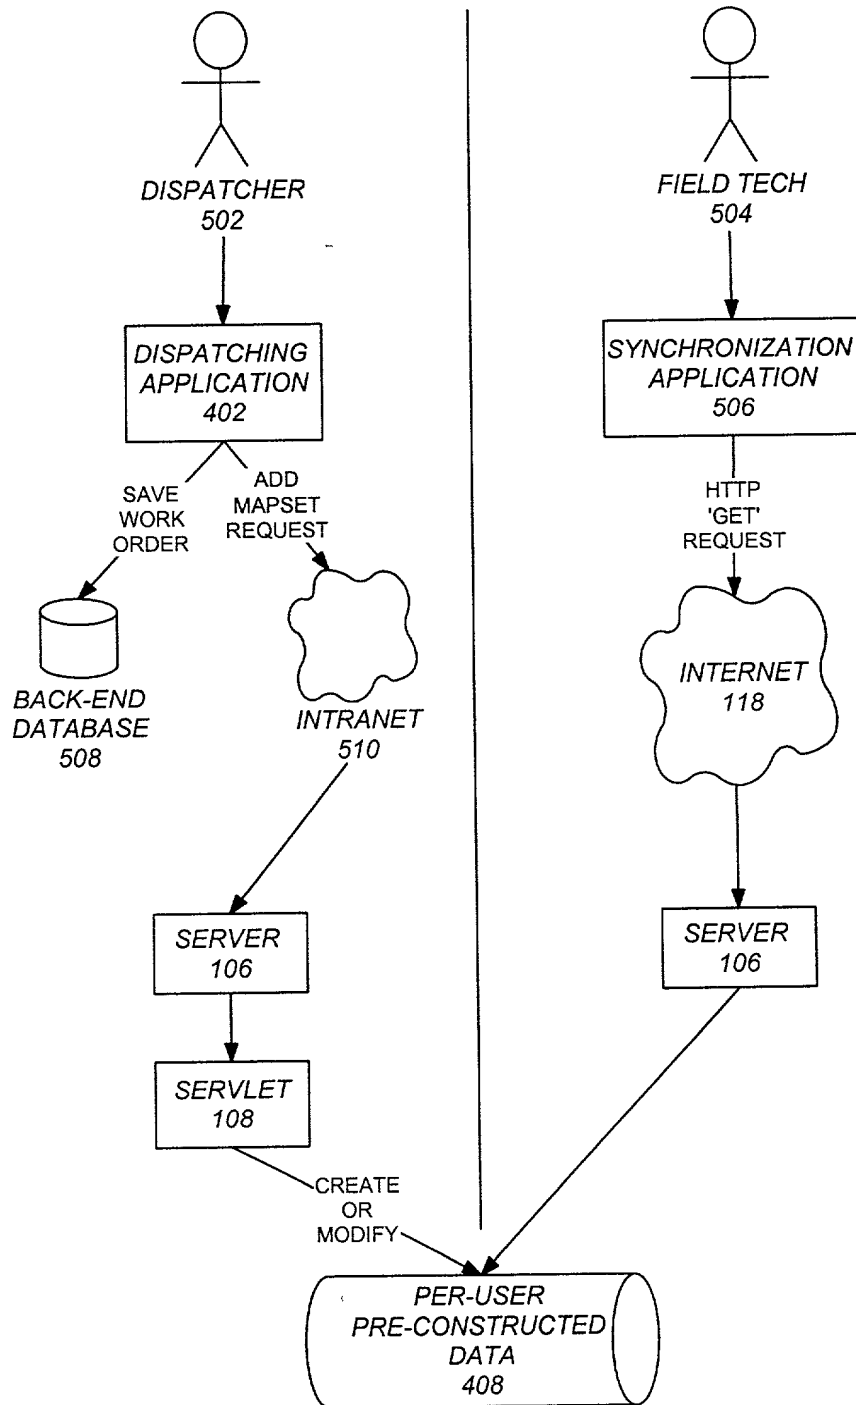 DISPATCHER
502
FIELD TECH
504
DISPATCHING
APPLICATION
402
SYNCHRONIZATION
APPLICATION
506
SAVE
WORK
ORDER
ADD
MAPSET
REQUEST
HTTP
'GET'
REQUEST
BACK-END
DATABASE
508
INTRANET
510
INTERNET
118
SERVER
106
SERVER
106
SERVLET
108
CREATE
OR
MODIFY
PER-USER
PRE-CONSTRUCTED
DATA
408